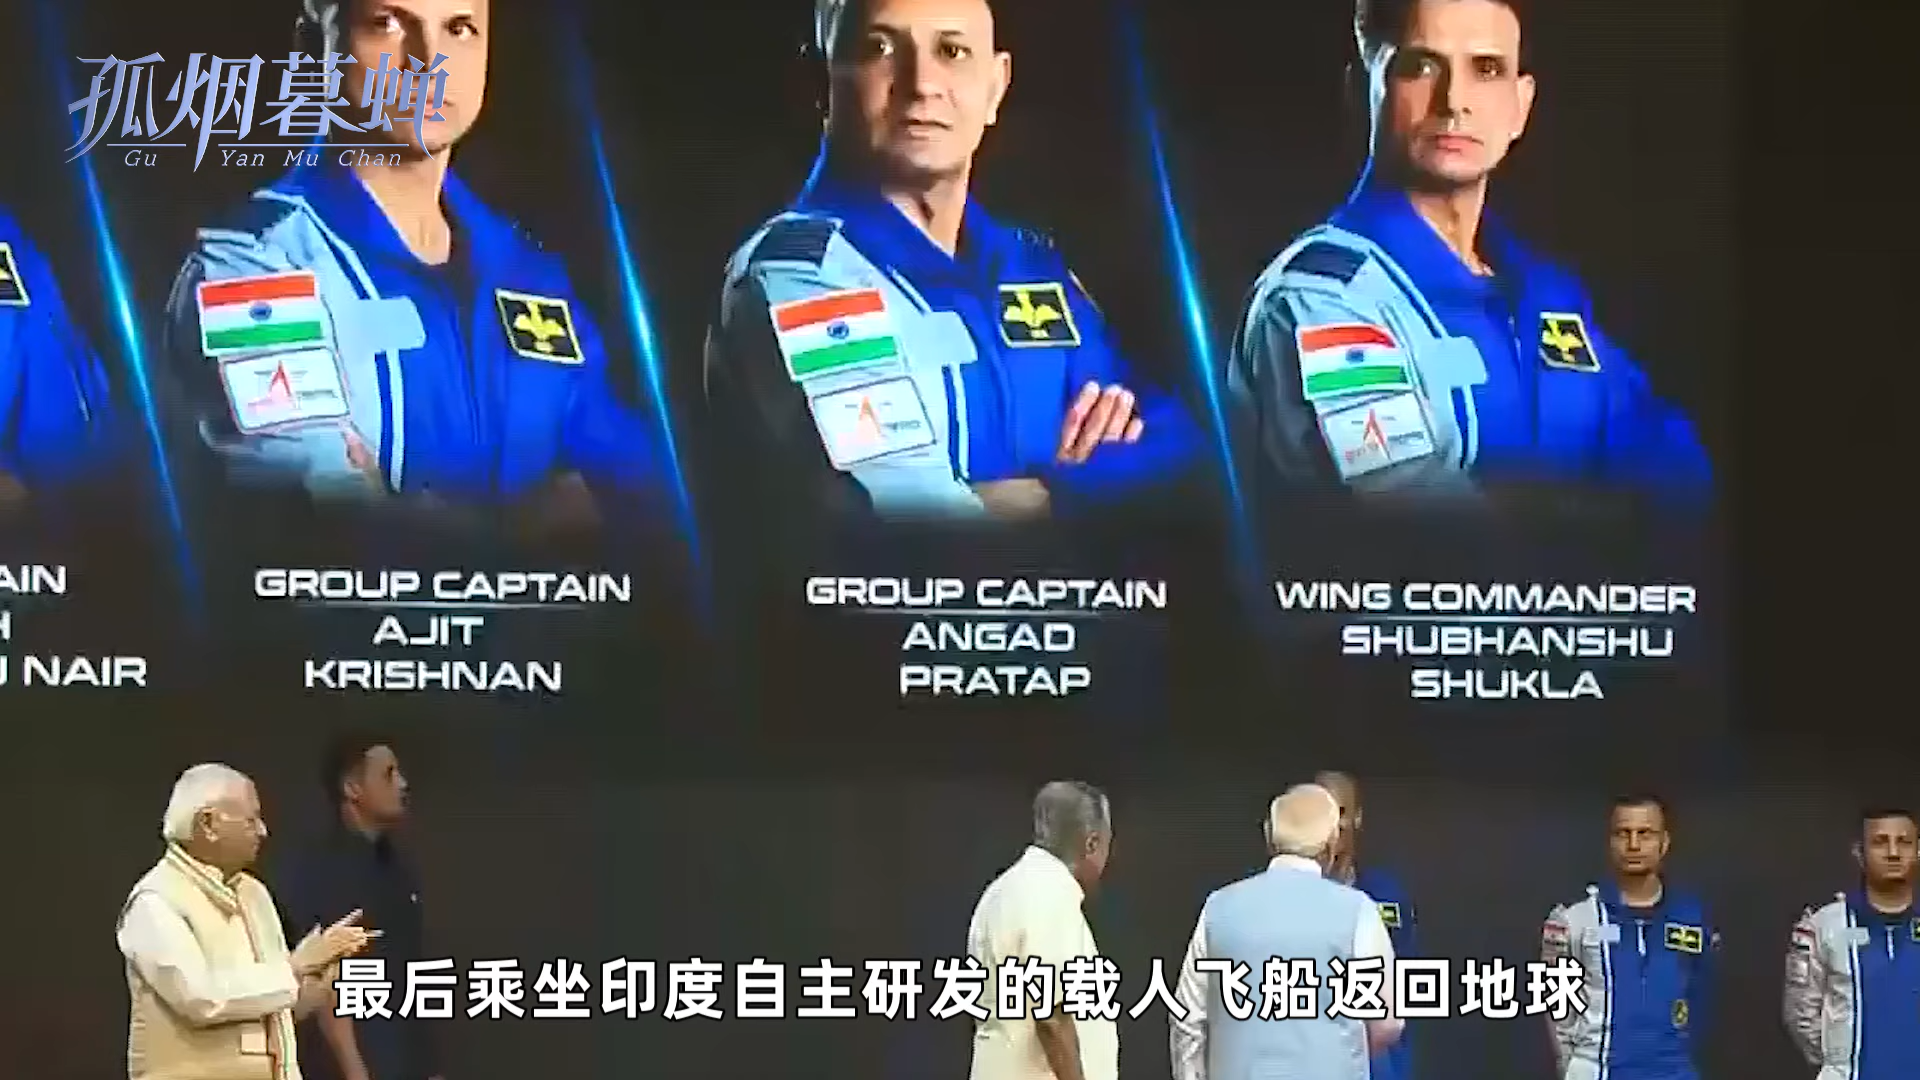 孤烟暮蝉
Gu Yan Mu Chan
AIN
NAIR
GROUP CAPTAIN
AJIT
KRISHNAN
GROUP CAPTAIN
ANGAD
PRATAP
WING COMMANDER
SHUBHANSHU
SHUKLA
最后乘坐印度自主研发的载人飞船返回地球